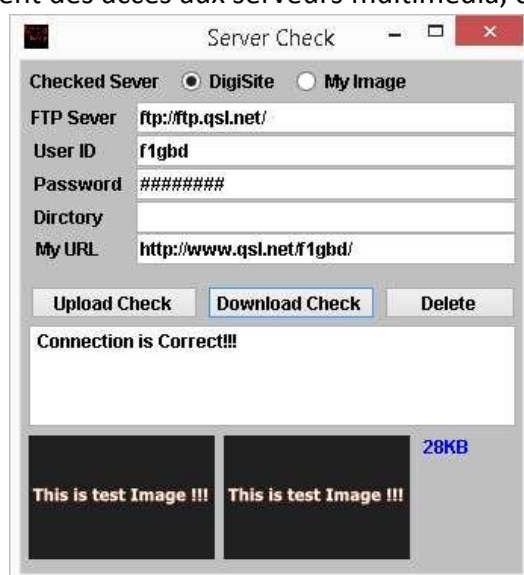 ent des accès aux serveurs multimédia,
Server Check
Checked Sever DigiSite My Image
FTP Sever ftp://ftp.qsl.net/
User ID f1gbd
Password ########
Dirctory
My URL http://www.qsl.net/f1gbd/
Upload Check Download Check Delete
Connection is Correct!!!
28KB
This is test Image !!! This is test Image !!!